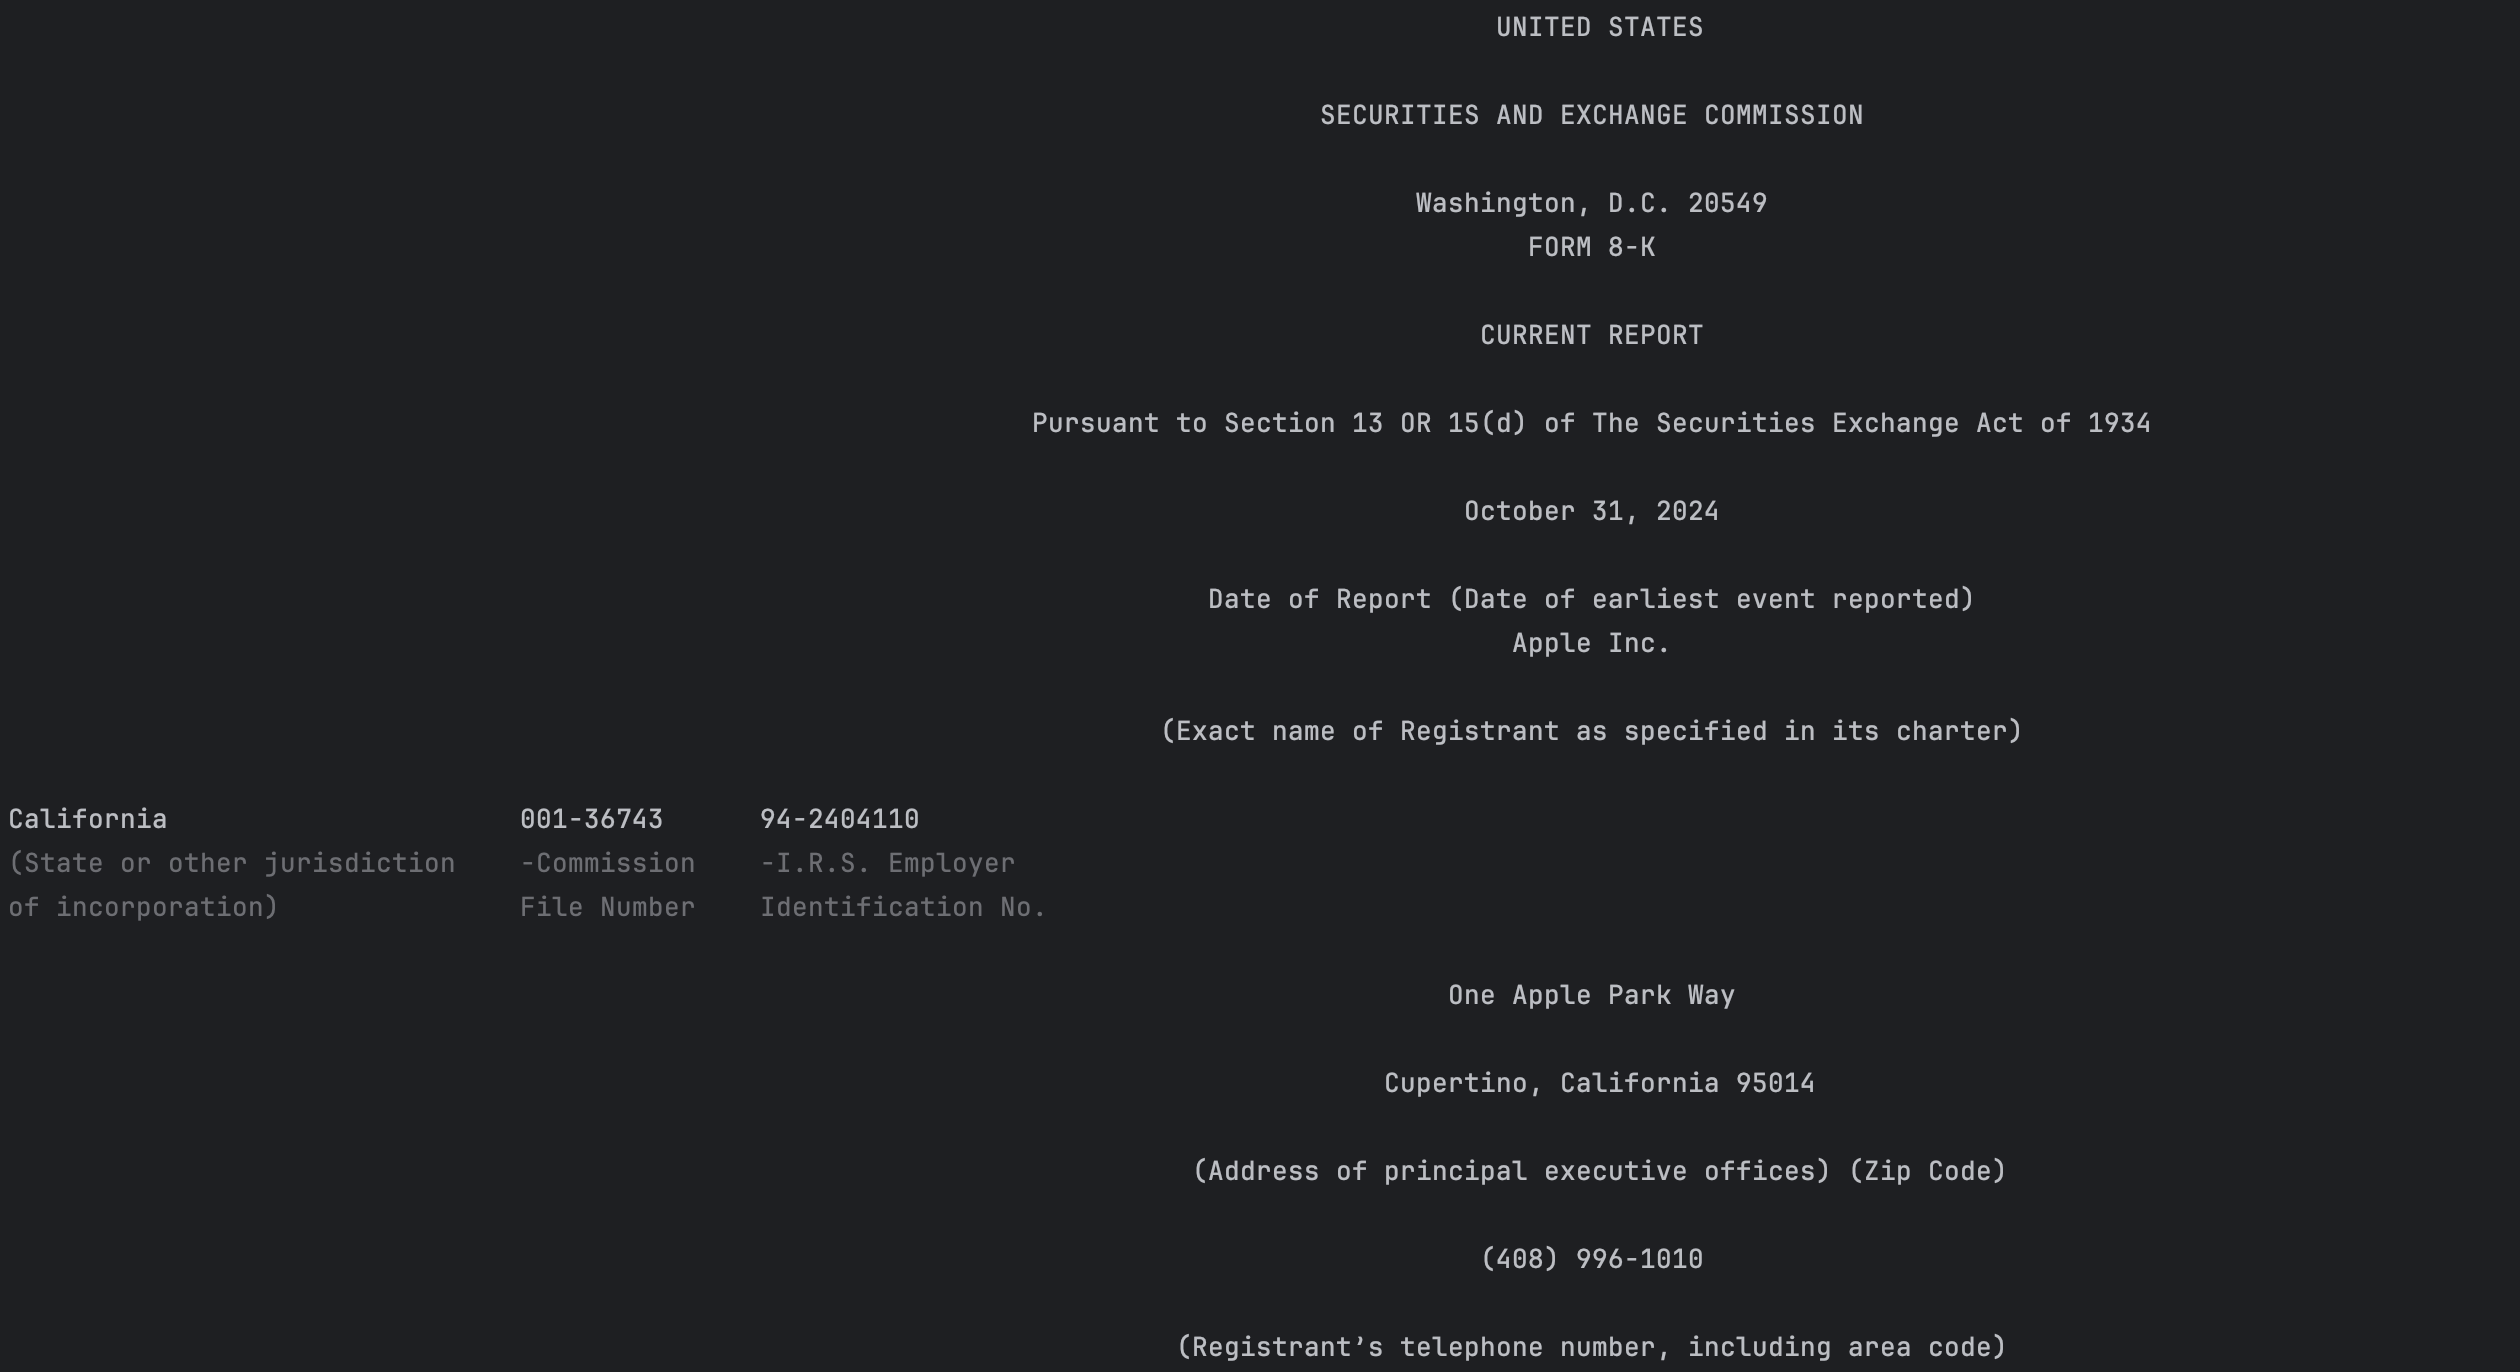 UNITED STATES
SECURITIES AND EXCHANGE COMMISSION
Washington, D.C. 20549
FORM 8-K
CURRENT REPORT
Pursuant to Section 13 OR 15(d) of The Securities Exchange Act of 1934
October 31, 2024
Date of Report (Date of earliest event reported)
Apple Inc.
(Exact name of Registrant as specified in its charter)
California 001-36743 94-2404110
(State or other jurisdiction -Commission -I.R.S. Employer
of incorporation) File Number Identification No.
One Apple Park Way
Cupertino, California 95014
(Address of principal executive offices) (Zip Code)
(408) 996-1010
(Registrant’s telephone number, including area code)